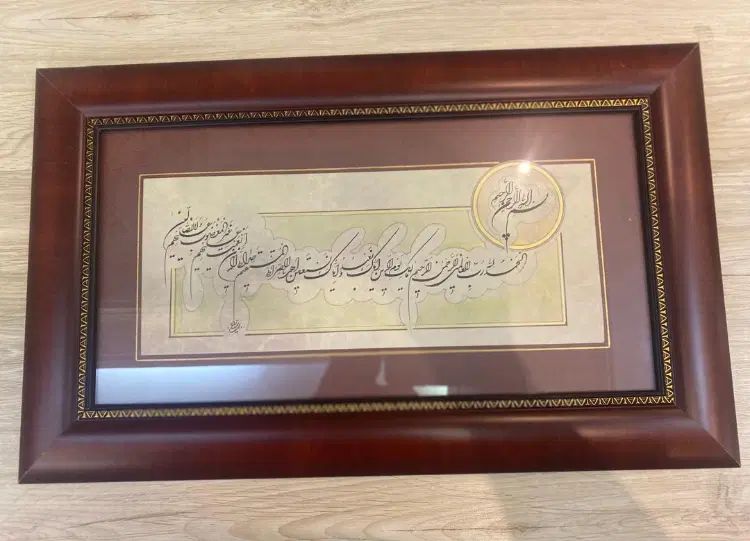 بسم الله الرحمن الرحیم
الحمد لله رب العالمین الرحمن الرحیم مالک یوم الدین ایاک نعبد و ایاک نستعین اهدنا الصراط المستقیم صراط الذین
انعمت علیهم
غیر المغضوب علیهم
ولا الضالین